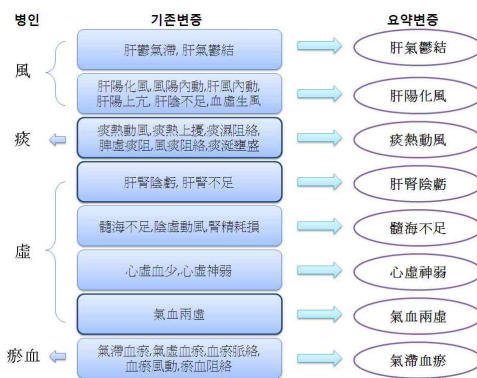 병인 기존변증 요약변증
風
肝鬱氣滯, 肝氣鬱結
肝氣鬱結
肝陽化風,風陽內動,肝風內動,
肝陽上亢, 肝陰不足,血虛生風
肝陽化風
痰
痰熱動風,痰熱上擾,痰濕阻絡,
脾虛痰阻,風痰阻絡,痰涎壅盛
痰熱動風
虛
肝腎陰虧, 肝腎不足
肝腎陰虧
髓海不足,陰虛動風,腎精耗損
髓海不足
心虛血少,心虛神弱
心虛神弱
氣血兩虛
氣血兩虛
瘀血
氣滯血瘀,氣虛血瘀,血瘀脈絡,
血瘀風動,瘀血阻絡
氣滯血瘀